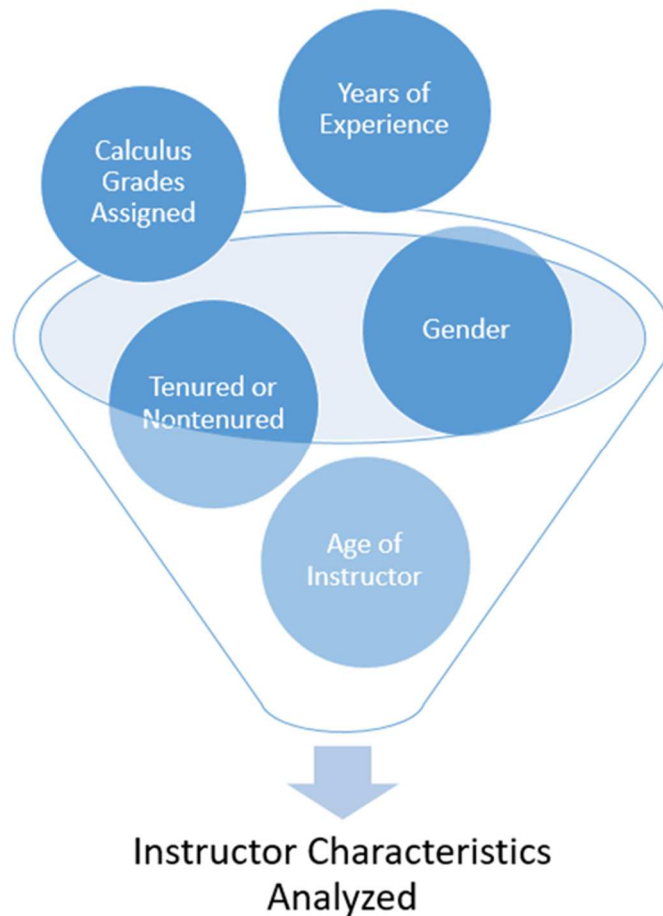 Years of
Experience
Calculus
Grades
Assigned
Gender
Tenured or
Nontenured
Age of
Instructor
Instructor Characteristics
Analyzed